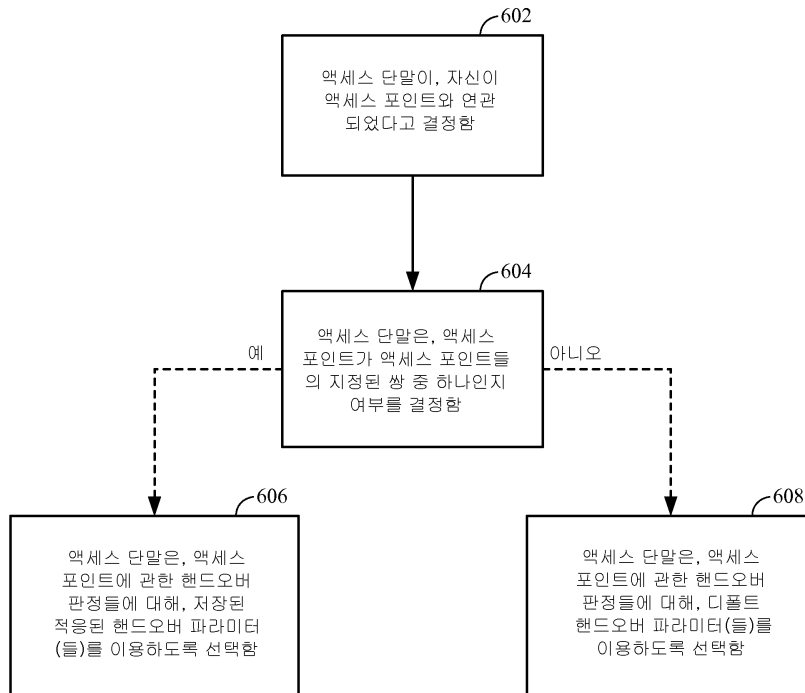 602
액세스 단말이, 자신이
액세스 포인트와 연관
되었다고 결정함
604
액세스 단말은, 액세스
포인트가 액세스 포인트들
의 지정된 쌍 중 하나인지
여부를 결정함
예
아니오
606
액세스 단말은, 액세스
포인트에 관한 핸드오버
판정들에 대해, 저장된
적응된 핸드오버 파라미터
(들)를 이용하도록 선택함
608
액세스 단말은, 액세스
포인트에 관한 핸드오버
판정들에 대해, 디폴트
핸드오버 파라미터(들)를
이용하도록 선택함